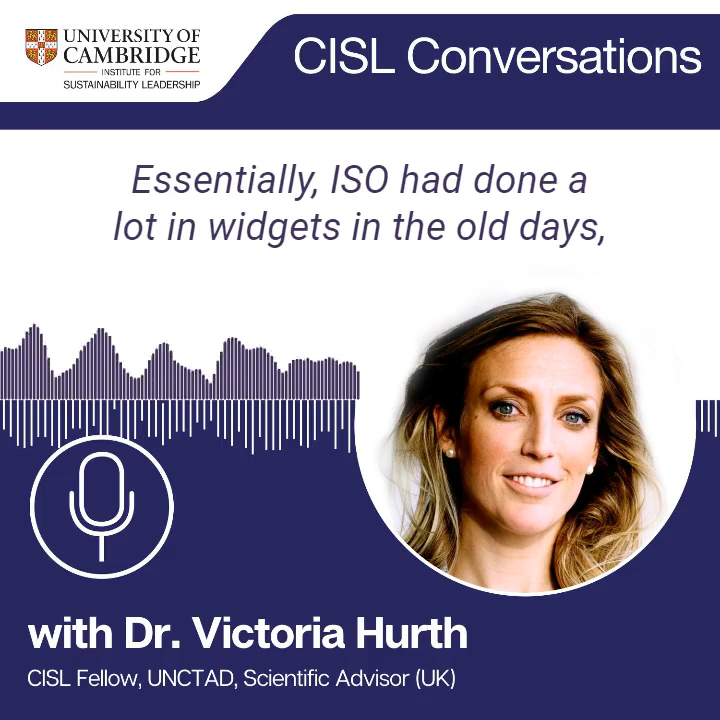 UNIVERSITY OF
CAMBRIDGE
INSTITUTE FOR
SUSTAINABILITY LEADERSHIP
CISL Conversations
Essentially, ISO had done a
lot in widgets in the old days,
with Dr. Victoria Hurth
CISL Fellow, UNCTAD, Scientific Advisor (UK)